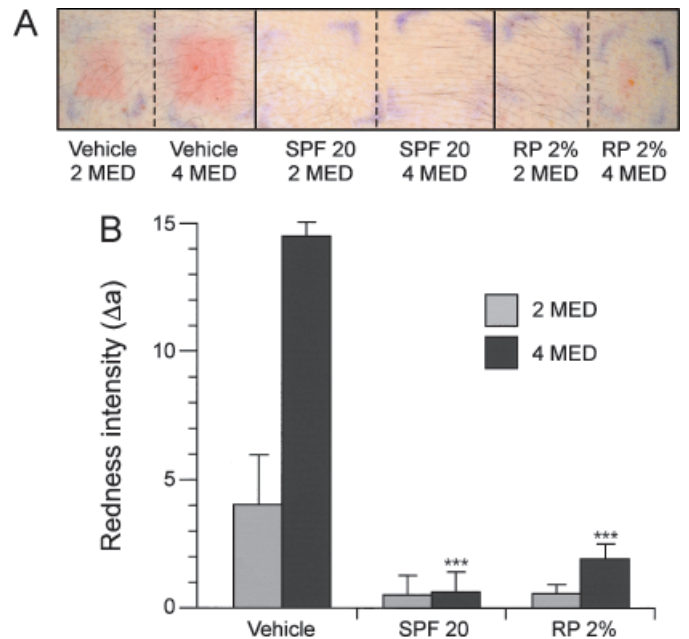 A
Vehicle 2 MED
Vehicle 4 MED
SPF 20 2 MED
SPF 20 4 MED
RP 2% 2 MED
RP 2% 4 MED
B
Redness intensity (Δa)
15
10
5
0
2 MED
4 MED
***
***
Vehicle
SPF 20
RP 2%